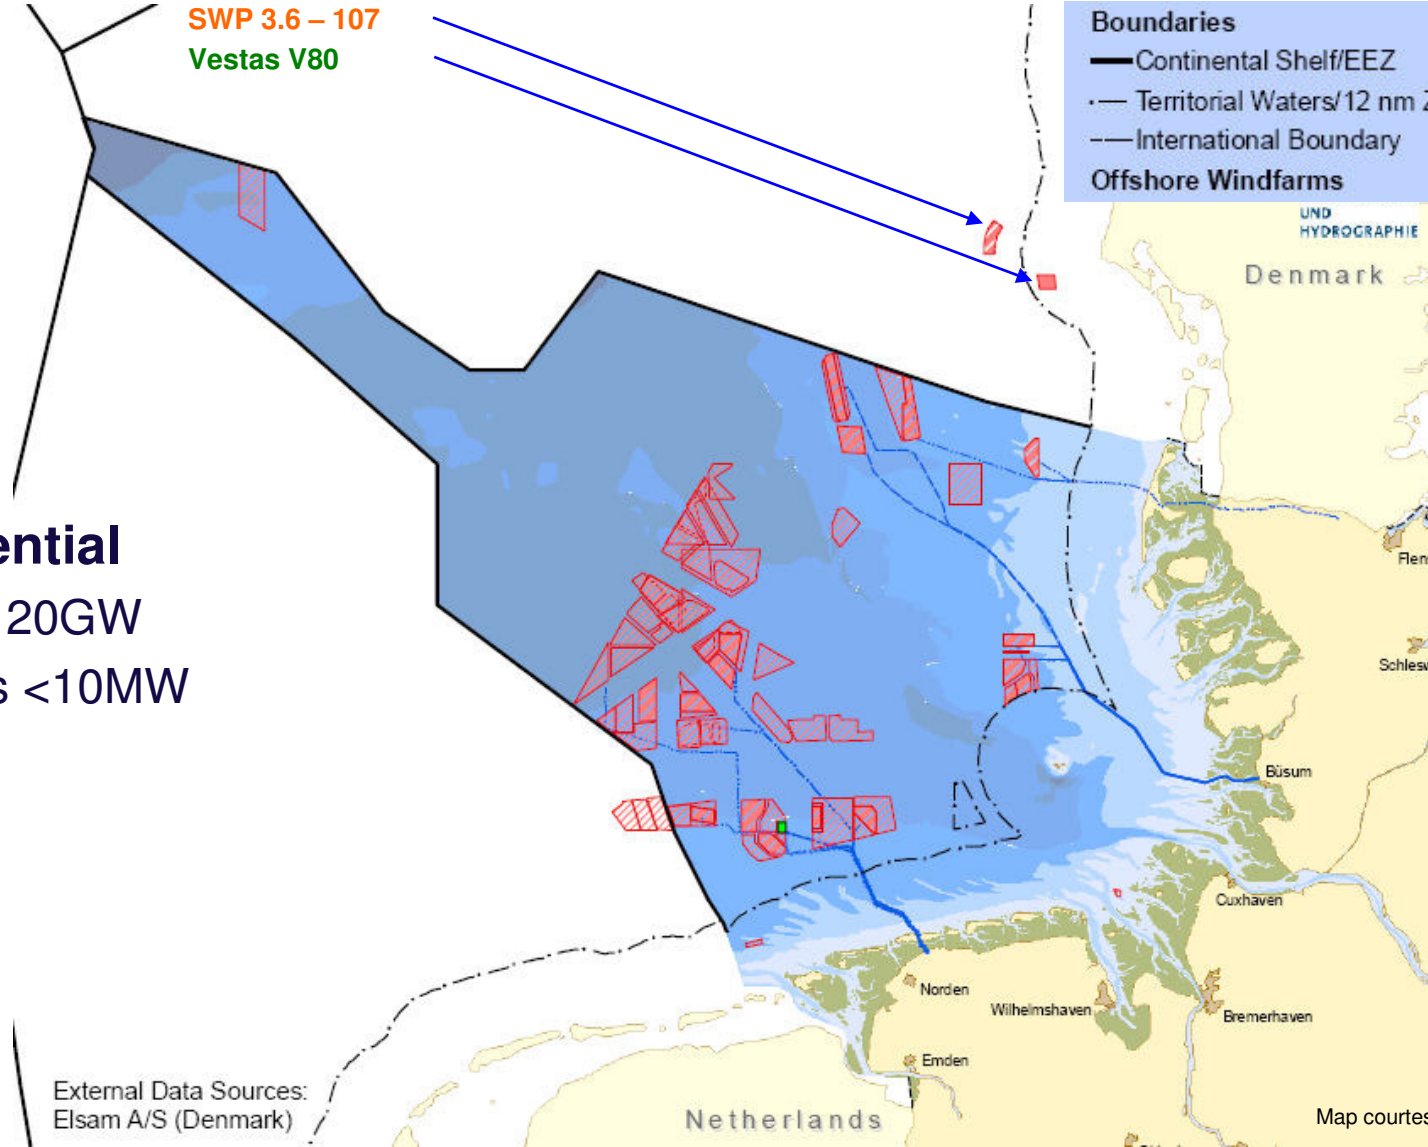 SWP 3.6 – 107
Vestas V80
Boundaries
Continental Shelf/EEZ
Territorial Waters/12 nm
International Boundary
Offshore Windfarms
UND
HYDROGRAPHIE
Denmark
ential
20GW
s <10MW
Flen
Schlesw
Büsum
Cuxhaven
Norden
Wilhelmshaven
Bremerhaven
Emden
External Data Sources:
Elsam A/S (Denmark)
Netherlands
Map courtes